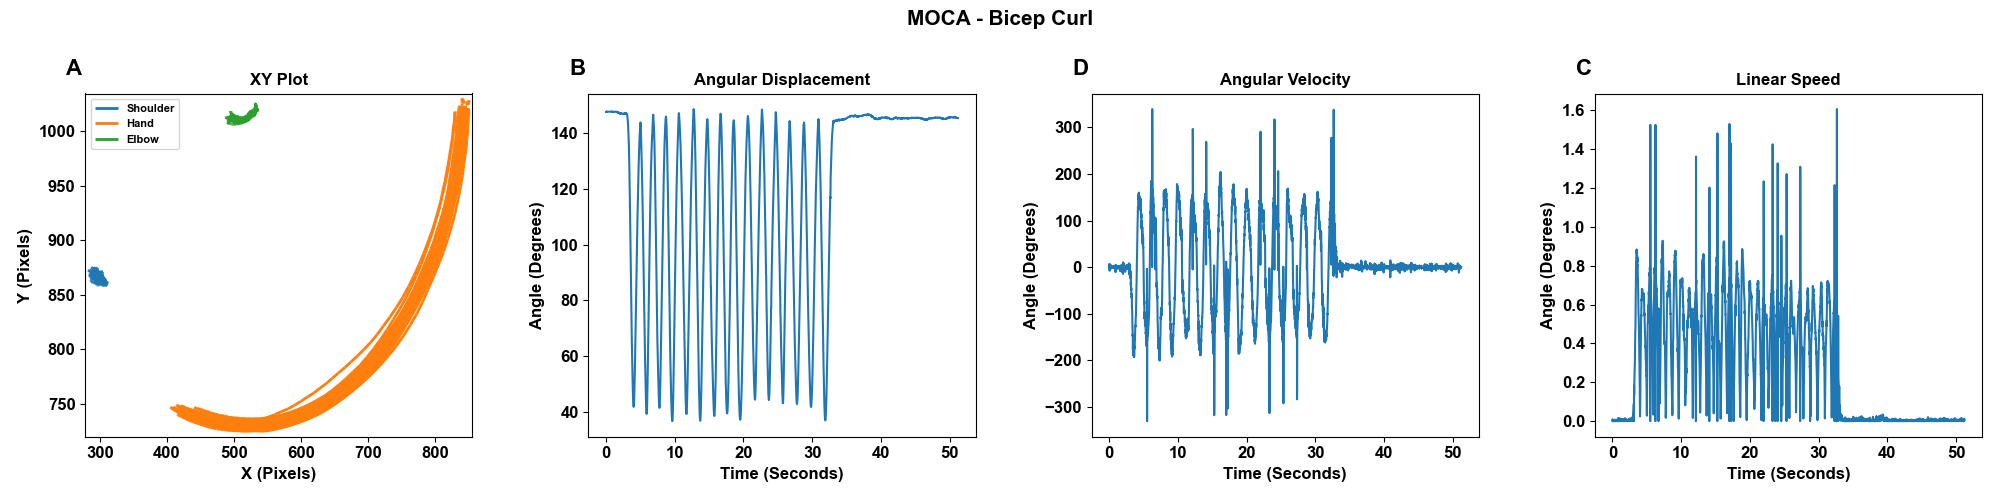 MOCA - Bicep Curl
A
XY Plot
Shoulder
Hand
Elbow
1000
950
900
850
800
750
Y (Pixels)
300 400 500 600 700 800
X (Pixels)
B
Angular Displacement
140
120
100
80
60
40
Angle (Degrees)
0 10 20 30 40 50
Time (Seconds)
D
Angular Velocity
300
200
100
0
−100
−200
−300
Angle (Degrees)
0 10 20 30 40 50
Time (Seconds)
C
Linear Speed
1.6
1.4
1.2
1.0
0.8
0.6
0.4
0.2
0.0
Angle (Degrees)
0 10 20 30 40 50
Time (Seconds)